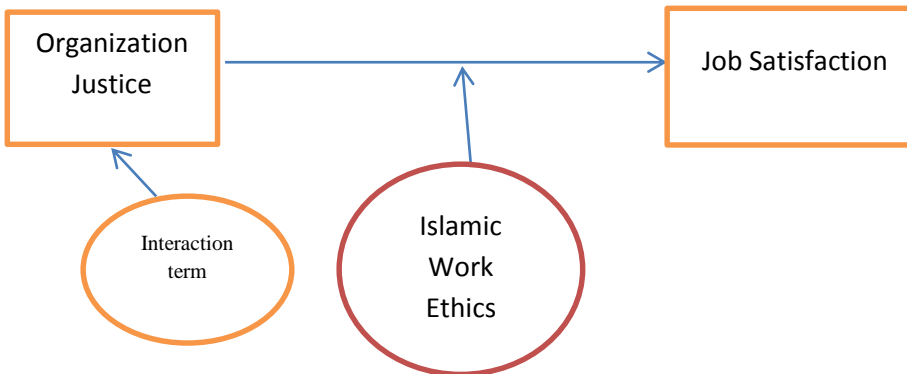 Organization
Justice
Job Satisfaction
Interaction
term
Islamic
Work
Ethics